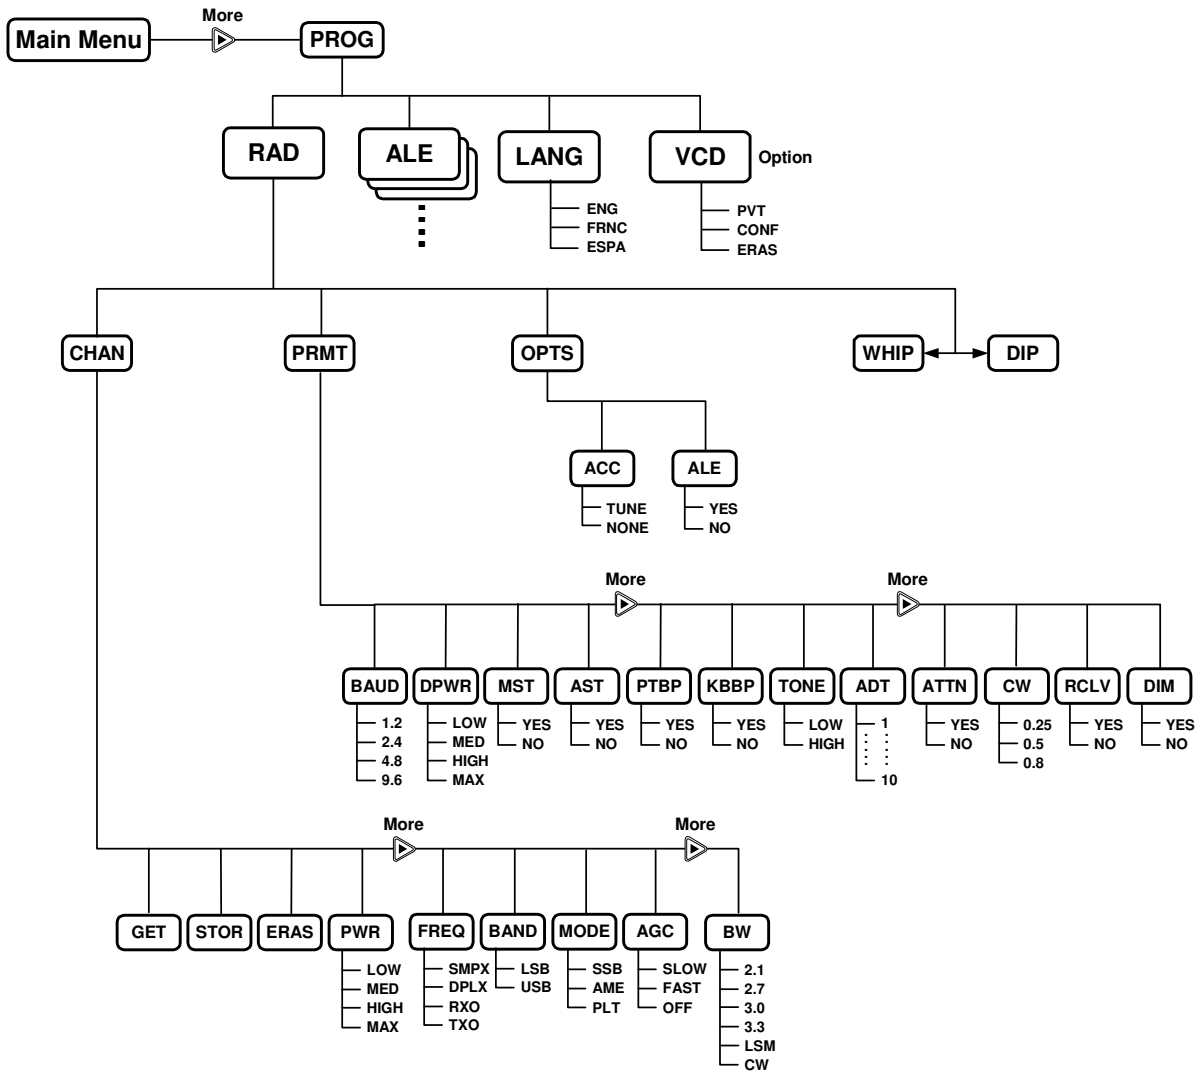 More
Main Menu
PROG
RAD
ALE
LANG
VCD
Option
ENG
FRNC
ESPA
PVT
CONF
ERAS
CHAN
PRMT
OPTS
WHIP
DIP
ACC
ALE
TUNE
NONE
YES
NO
More
More
BAUD
DPWR
MST
AST
PTBP
KBBP
TONE
ADT
ATTN
CW
RCLV
DIM
1.2
2.4
4.8
9.6
LOW
MED
HIGH
MAX
YES
NO
YES
NO
YES
NO
YES
NO
LOW
HIGH
1
10
YES
NO
0.25
0.5
0.8
YES
NO
YES
NO
More
More
GET
STOR
ERAS
PWR
FREQ
BAND
MODE
AGC
BW
LOW
MED
HIGH
MAX
SMPX
DPLX
RXO
TXO
LSB
USB
SSB
AME
PLT
SLOW
FAST
OFF
2.1
2.7
3.0
3.3
LSM
CW